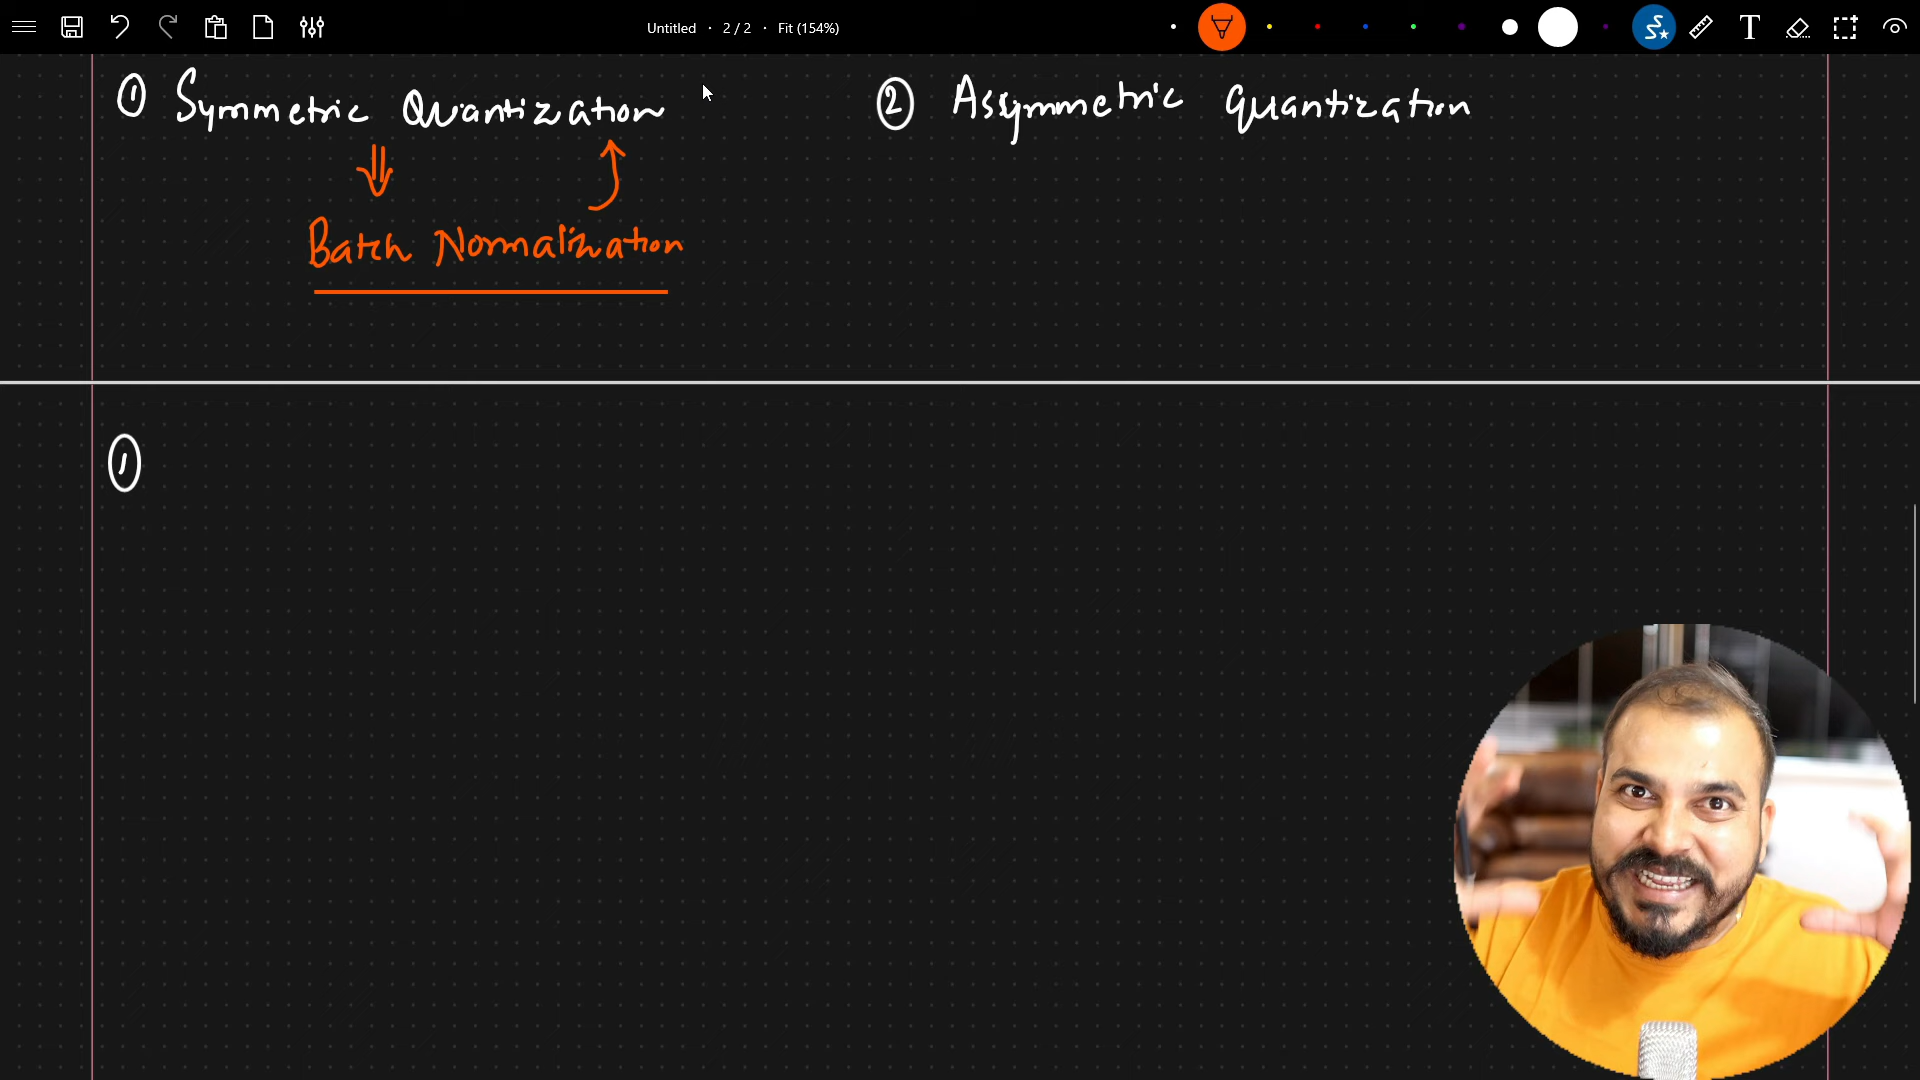 Untitled · 2 / 2 · Fit (154%)
① Symmetric Quantization
② Assymmetric Quantization
Batch Normalization
①